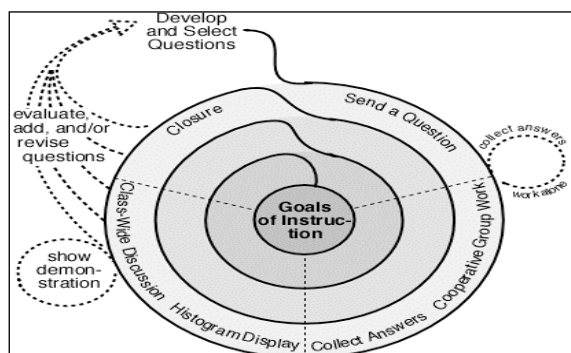 Develop
and Select
Questions
Send a Question
collect answers
work alone
Cooperative Group Work
Collect Answers
Histogram Display
Class-Wide Discussion
Closure
evaluate,
add, and/or
revise
questions
show
demon-
stration
Goals
of Instruc-
tion